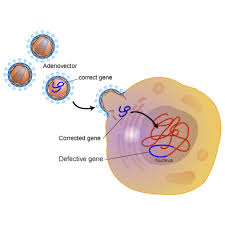 Adenovector
correct gene
Corrected gene
Defective gene
Nucleus